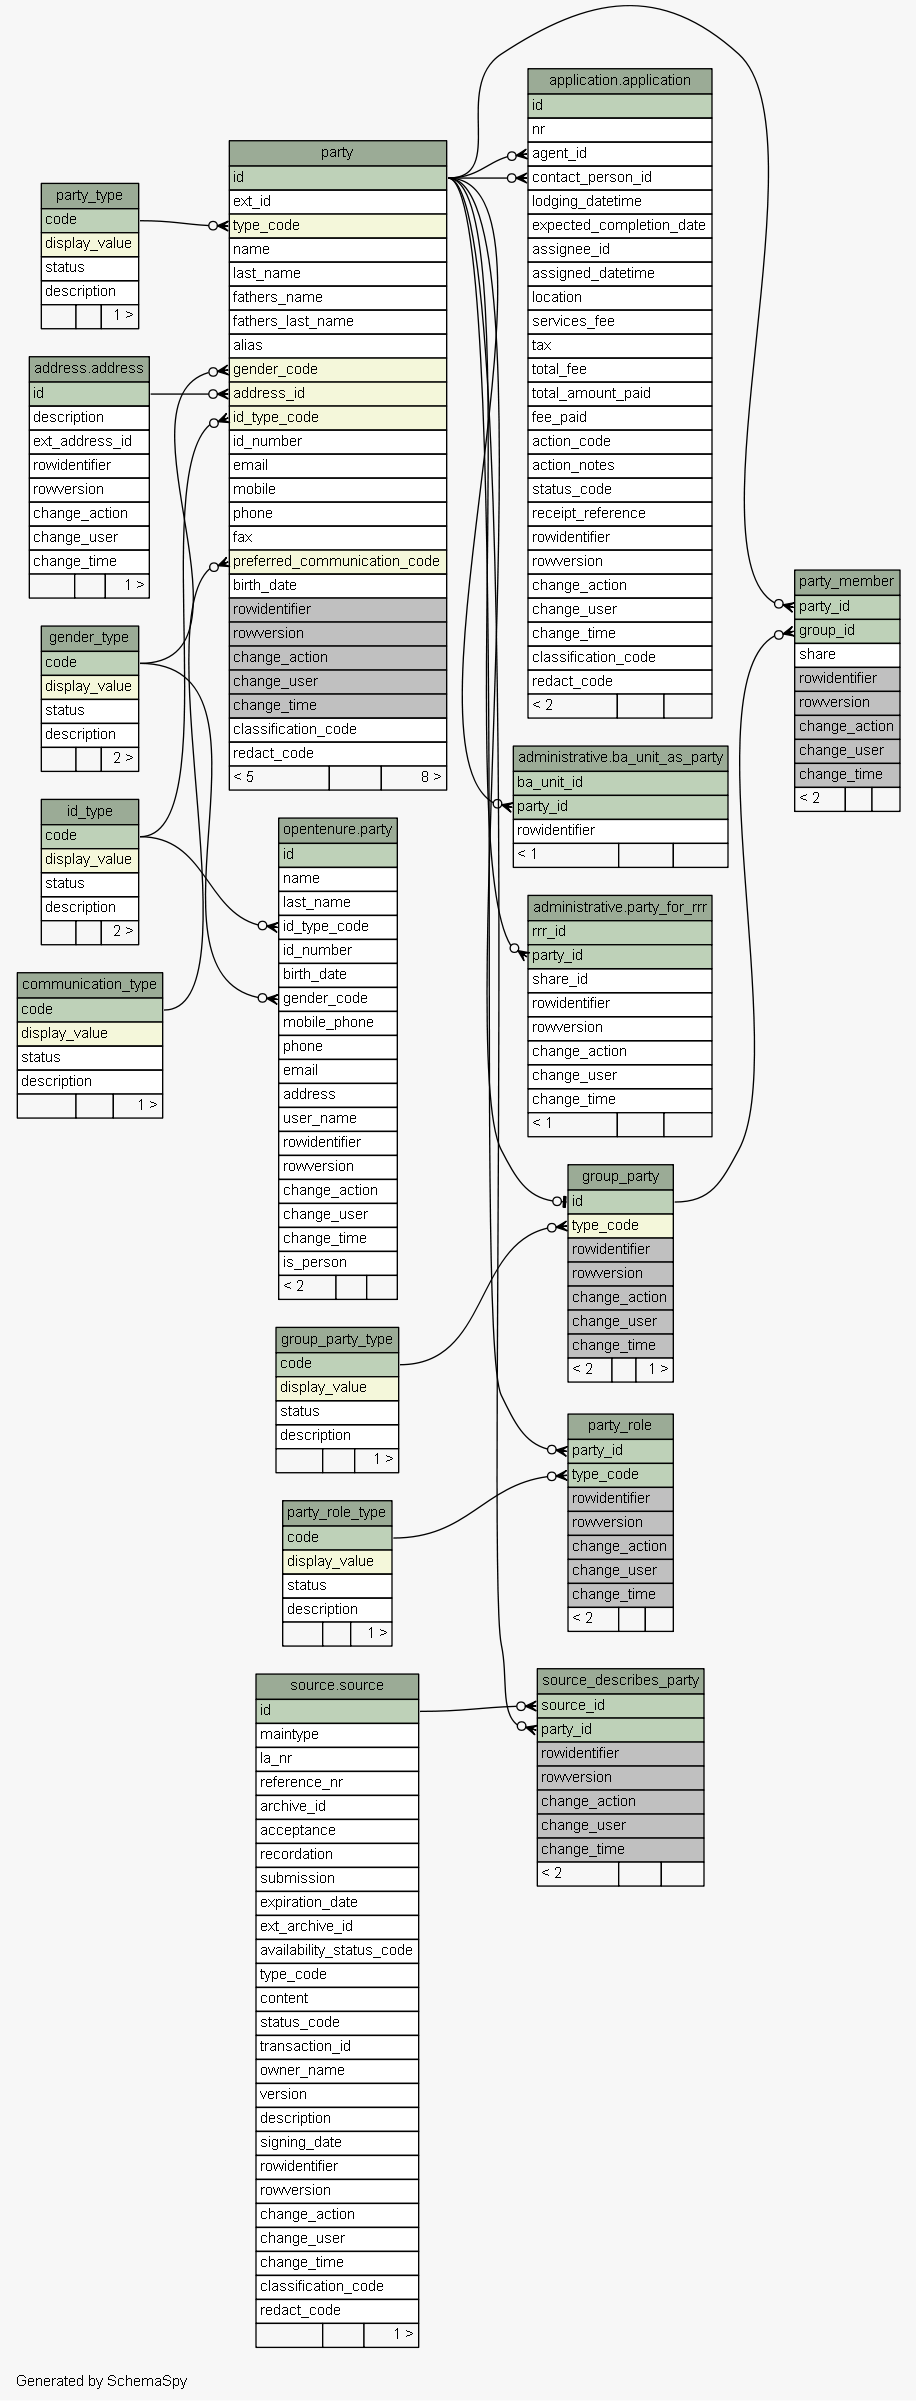 party_type
code
display_value
status
description
1 >
address.address
id
description
ext_address_id
rowidentifier
rowversion
change_action
change_user
change_time
1 >
gender_type
code
display_value
status
description
2 >
id_type
code
display_value
status
description
2 >
communication_type
code
display_value
status
description
1 >
party
id
ext_id
type_code
name
last_name
fathers_name
fathers_last_name
alias
gender_code
address_id
id_type_code
id_number
email
mobile
phone
fax
preferred_communication_code
birth_date
rowidentifier
rowversion
change_action
change_user
change_time
classification_code
redact_code
< 5 8 >
opentenure.party
id
name
last_name
id_type_code
id_number
birth_date
gender_code
mobile_phone
phone
email
address
user_name
rowidentifier
rowversion
change_action
change_user
change_time
is_person
< 2
group_party_type
code
display_value
status
description
1 >
party_role_type
code
display_value
status
description
1 >
source.source
id
maintype
la_nr
reference_nr
archive_id
acceptance
recordation
submission
expiration_date
ext_archive_id
availability_status_code
type_code
content
status_code
transaction_id
owner_name
version
description
signing_date
rowidentifier
rowversion
change_action
change_user
change_time
classification_code
redact_code
1 >
application.application
id
nr
agent_id
contact_person_id
lodging_datetime
expected_completion_date
assignee_id
assigned_datetime
location
services_fee
tax
total_fee
total_amount_paid
fee_paid
action_code
action_notes
status_code
receipt_reference
rowidentifier
rowversion
change_action
change_user
change_time
classification_code
redact_code
< 2
administrative.ba_unit_as_party
ba_unit_id
party_id
rowidentifier
< 1
administrative.party_for_rrr
rrr_id
party_id
share_id
rowidentifier
rowversion
change_action
change_user
change_time
< 1
group_party
id
type_code
rowidentifier
rowversion
change_action
change_user
change_time
< 2 1 >
party_role
party_id
type_code
rowidentifier
rowversion
change_action
change_user
change_time
< 2
source_describes_party
source_id
party_id
rowidentifier
rowversion
change_action
change_user
change_time
< 2
party_member
party_id
group_id
share
rowidentifier
rowversion
change_action
change_user
change_time
< 2
Generated by SchemaSpy